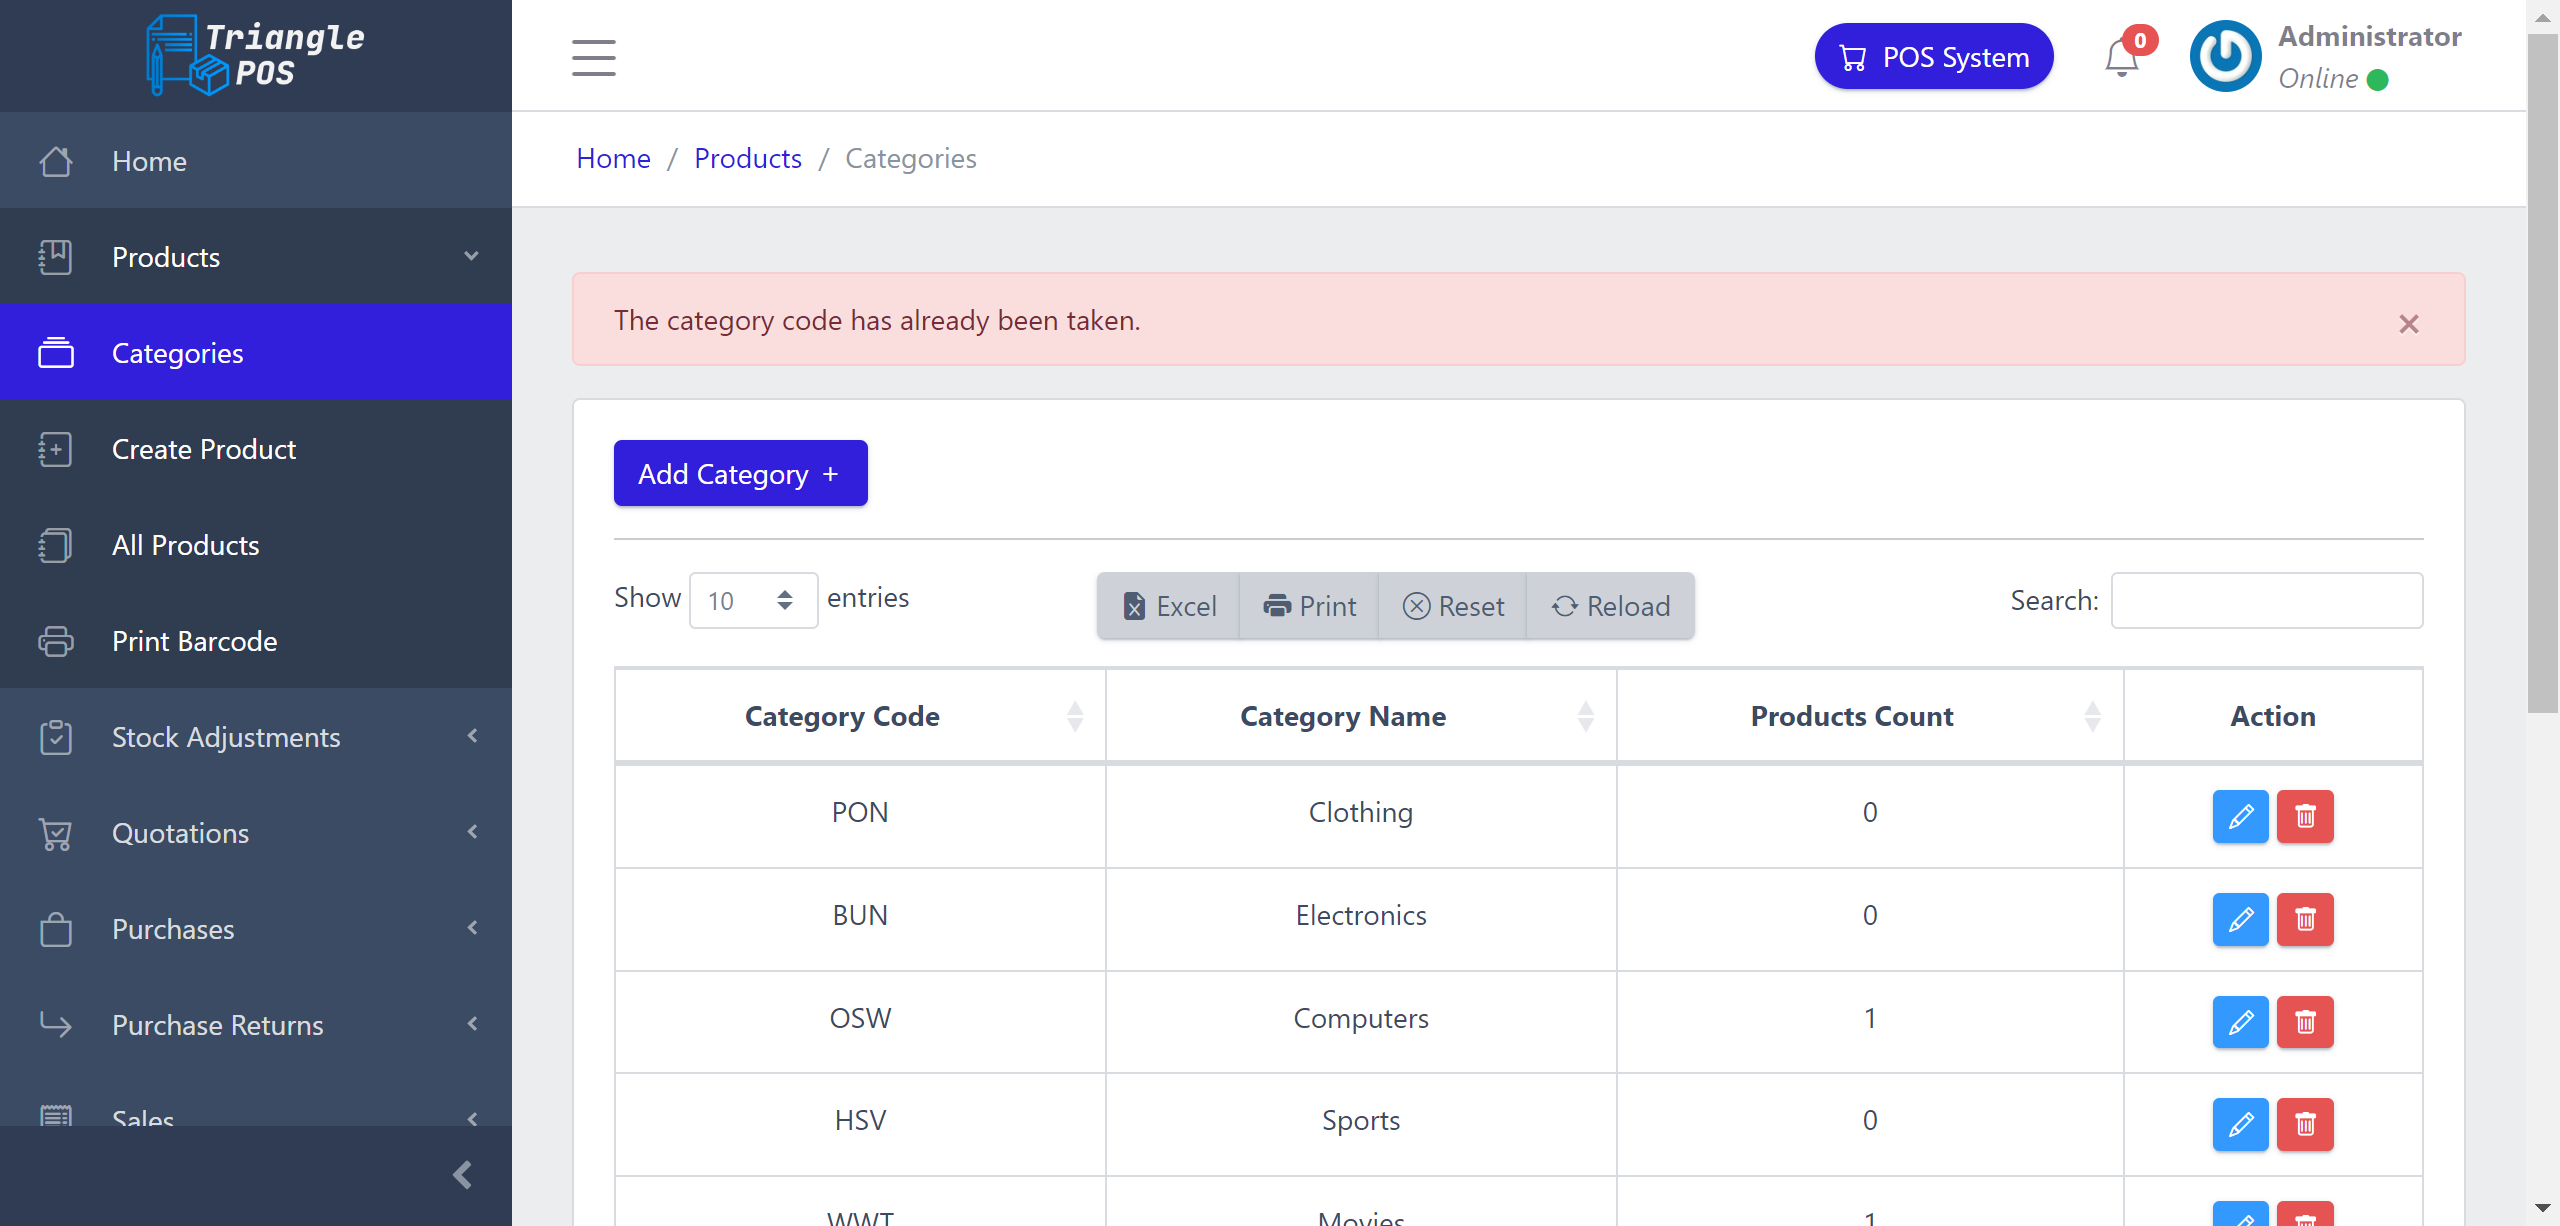 Triangle
POS
Home
Products
Categories
Create Product
All Products
Print Barcode
Stock Adjustments
Quotations
Purchases
Purchase Returns
Sales
POS System
0
Administrator
Online
Home / Products / Categories
The category code has already been taken.
Add Category +
Show 10 entries
Excel
Print
Reset
Reload
Search:
Category Code Category Name Products Count Action
PON Clothing 0
BUN Electronics 0
OSW Computers 1
HSV Sports 0
WWT Movies 1